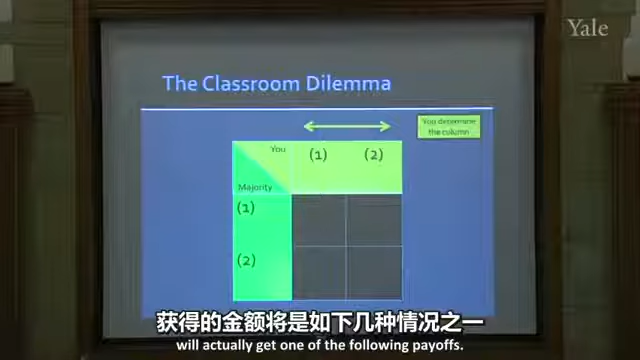 Yale
The Classroom Dilemma
You determine
the column
You
(1)
(2)
Majority
(1)
(2)
获得的金额将是如下几种情况之一
will actually get one of the following payoffs.